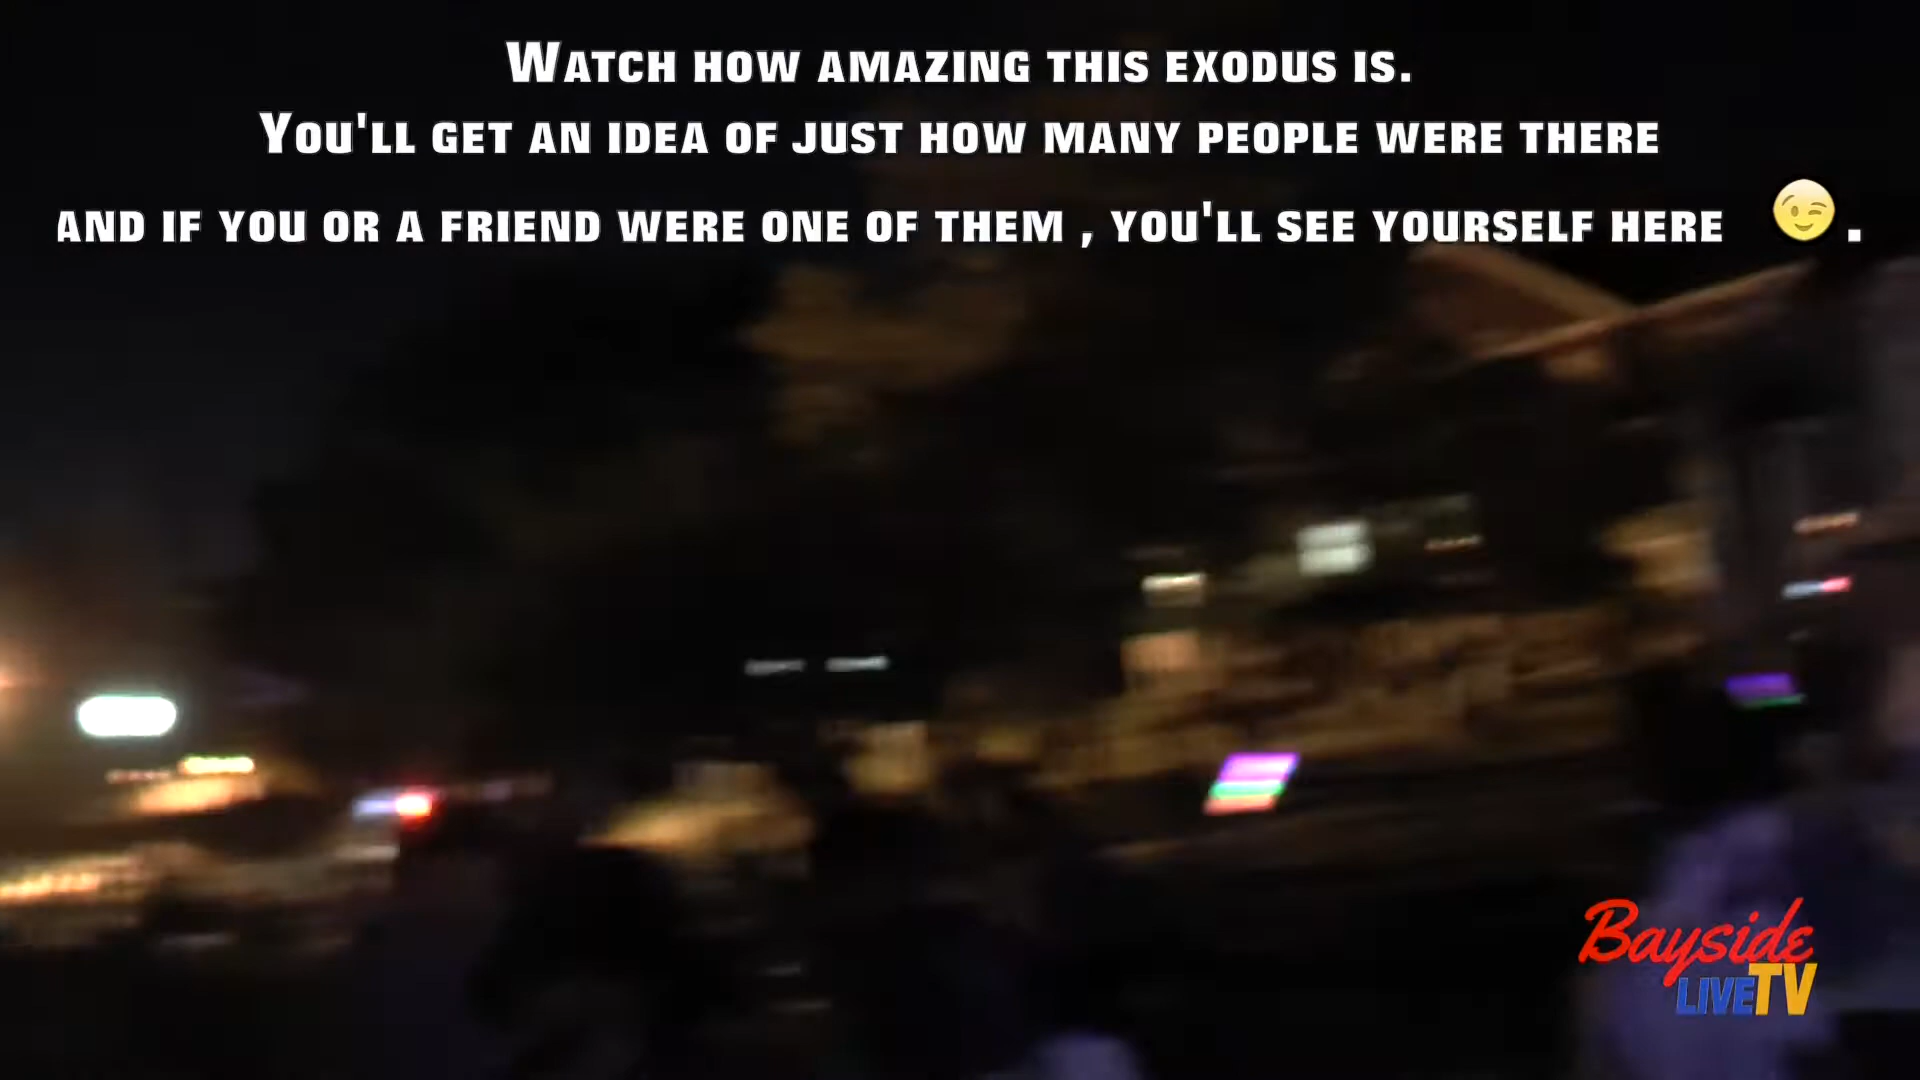 Watch how amazing this exodus is.
You'll get an idea of just how many people were there
and if you or a friend were one of them , you'll see yourself here 😉.
Bayside
LIVE TV